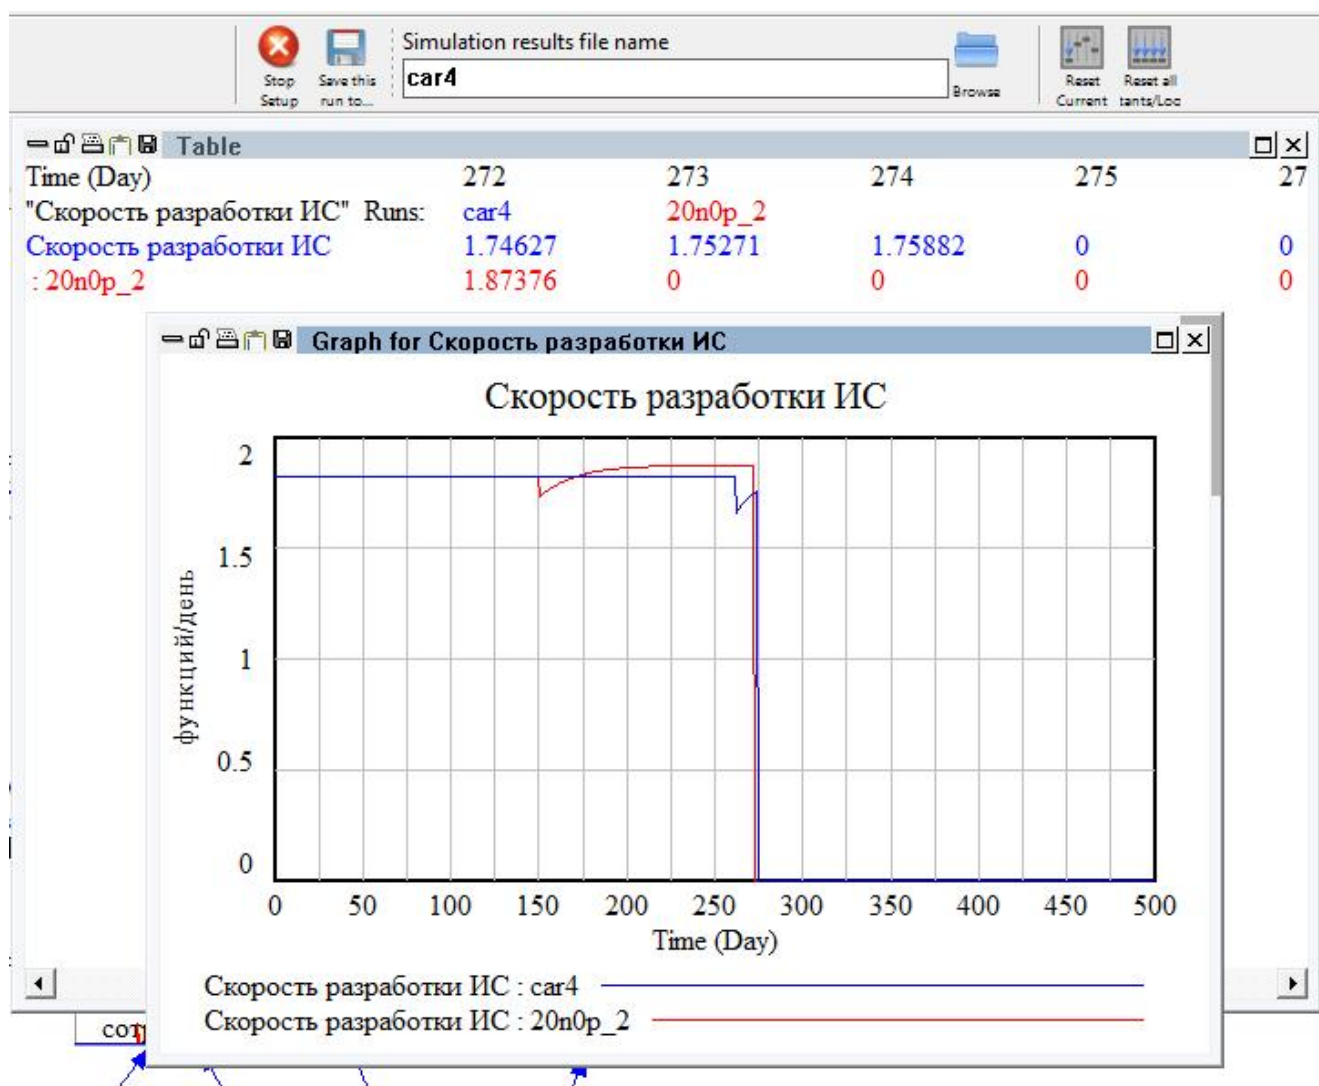 Simulation results file name
car4
Stop Setup
Save this run to...
Browse
Reset Current
Reset all
tants/Loc
Table
Time (Day) 272 273 274 275 27
"Скорость разработки ИС" Runs: car4 20n0p_2
Скорость разработки ИС 1.74627 1.75271 1.75882 0 0
: 20n0p_2 1.87376 0 0 0 0
Graph for Скорость разработки ИС
Скорость разработки ИС
2
1.5
1
0.5
0
функций/день
0 50 100 150 200 250 300 350 400 450 500
Time (Day)
Скорость разработки ИС : car4
Скорость разработки ИС : 20n0p_2